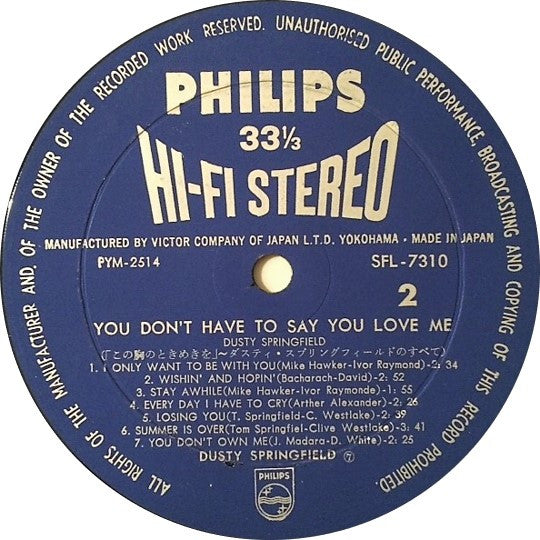 ALL RIGHTS OF THE MANUFACTURER AND, OF THE OWNER OF THE RECORDED WORK RESERVED. UNAUTHORISED PUBLIC PERFORMANCE, BROADCASTING AND COPYING OF THIS RECORD PROHIBITED.
PHILIPS
33⅓
HI-FI STEREO
MANUFACTURED BY VICTOR COMPANY OF JAPAN L.T.D. YOKOHAMA • MADE IN JAPAN
PYM-2514 SFL-7310
2
YOU DON'T HAVE TO SAY YOU LOVE ME
DUSTY SPRINGFIELD
(「この胸のときめきを」~ダスティ・スプリングフィールドのすべて)
1. I ONLY WANT TO BE WITH YOU(Mike Hawker-Ivor Raymond)-2: 34
2. WISHIN' AND HOPIN'(Bacharach-David)-2: 52
3. STAY AWHILE(Mike Hawker-Ivor Raymonde)-1: 55
4. EVERY DAY I HAVE TO CRY(Arther Alexander)-2: 26
5. LOSING YOU(T. Springfield-C. Westlake)-2: 39
6. SUMMER IS OVER(Tom Springfiel-Clive Westlake)-3: 41
7. YOU DON'T OWN ME(J. Madara-D. White)-2: 25
DUSTY SPRINGFIELD ⑦
PHILIPS